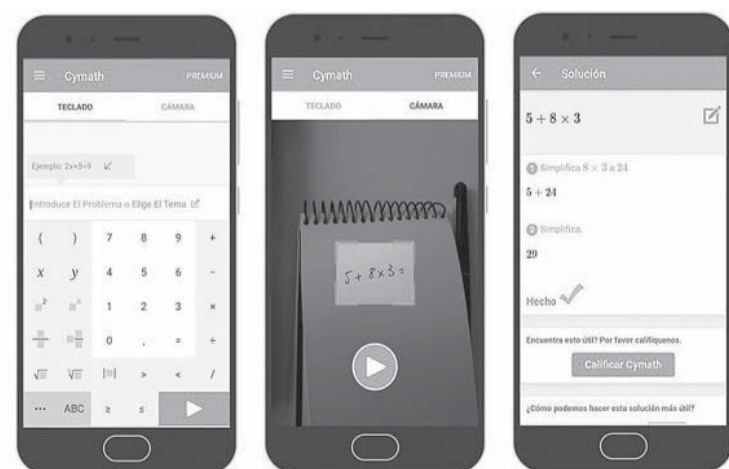 Cymath PREMIUM
TECLADO CÁMARA
Ejemplo: 2x+5=9
Introduce El Problema o Elige El Tema
( ) 7 8 9 +
x y 4 5 6 -
1 2 3 ×
0 . = ÷
√ > < /
... ABC ≥ ≤
Cymath PREMIUM
TECLADO CÁMARA
5+8×3=
Solución
5 + 8 × 3
1 Simplifica 8 × 3 a 24
5 + 24
2 Simplifica.
29
Hecho
Encuentra esto útil? Por favor califíquenos.
Calificar Cymath
¿Cómo podemos hacer esta solución más útil?